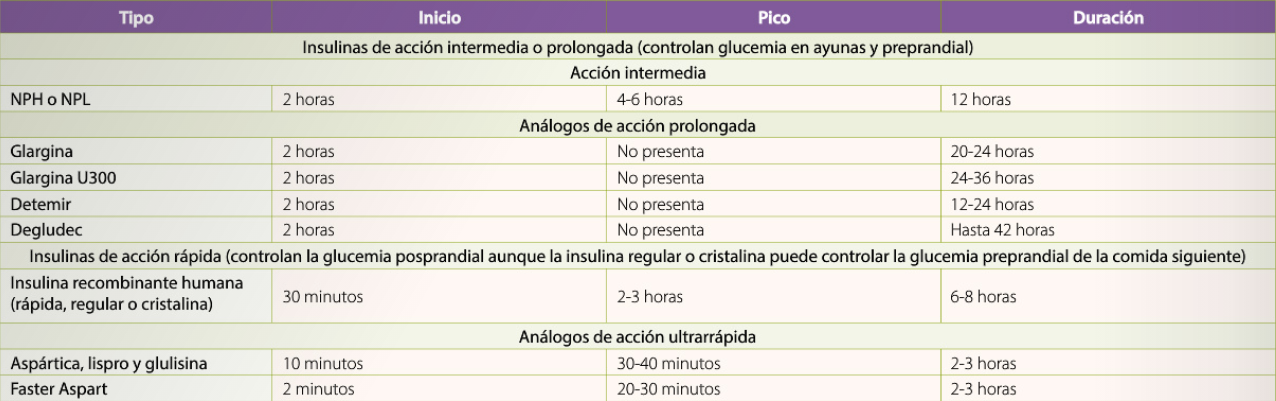 Tipo Inicio Pico Duración
Insulinas de acción intermedia o prolongada (controlan glucemia en ayunas y preprandial)
Acción intermedia
NPH o NPL 2 horas 4-6 horas 12 horas
Análogos de acción prolongada
Glargina 2 horas No presenta 20-24 horas
Glargina U300 2 horas No presenta 24-36 horas
Detemir 2 horas No presenta 12-24 horas
Degludec 2 horas No presenta Hasta 42 horas
Insulinas de acción rápida (controlan la glucemia posprandial aunque la insulina regular o cristalina puede controlar la glucemia preprandial de la comida siguiente)
Insulina recombinante humana
(rápida, regular o cristalina) 30 minutos 2-3 horas 6-8 horas
Análogos de acción ultrarrápida
Aspártica, lispro y glulisina 10 minutos 30-40 minutos 2-3 horas
Faster Aspart 2 minutos 20-30 minutos 2-3 horas